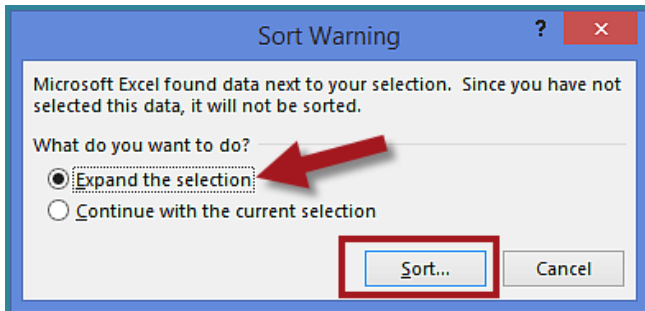 Sort Warning
?
Microsoft Excel found data next to your selection.  Since you have not
selected this data, it will not be sorted.
What do you want to do?
Expand the selection
Continue with the current selection
Sort...
Cancel